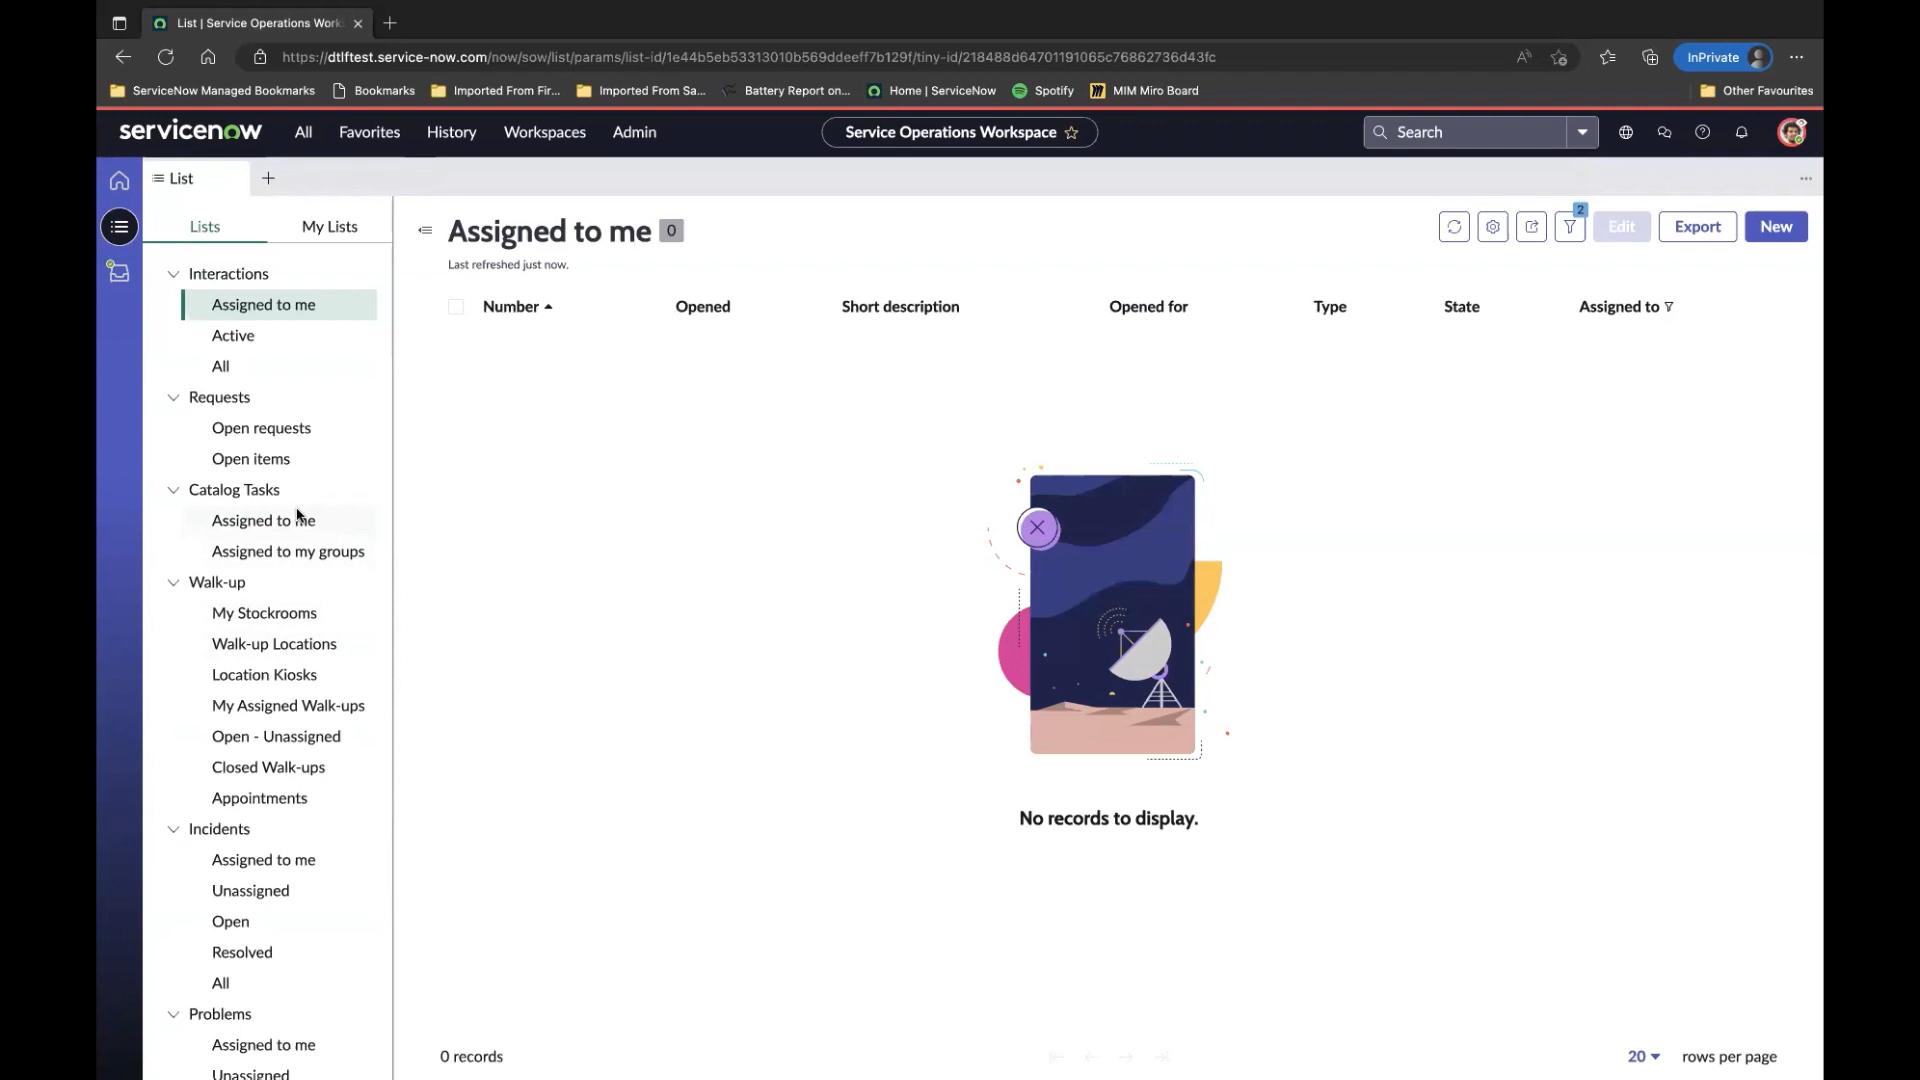 List | Service Operations Work
https://dtlftest.service-now.com/now/sow/list/params/list-id/1e44b5eb53313010b569ddeeff7b129f/tiny-id/218488d64701191065c76862736d43fc
InPrivate
ServiceNow Managed Bookmarks
Bookmarks
Imported From Fir...
Imported From Sa...
Battery Report on...
Home | ServiceNow
Spotify
MIM Miro Board
Other Favourites
servicenow
All
Favorites
History
Workspaces
Admin
Service Operations Workspace
Search
List
Lists
My Lists
Interactions
Assigned to me
Active
All
Requests
Open requests
Open items
Catalog Tasks
Assigned to me
Assigned to my groups
Walk-up
My Stockrooms
Walk-up Locations
Location Kiosks
My Assigned Walk-ups
Open - Unassigned
Closed Walk-ups
Appointments
Incidents
Assigned to me
Unassigned
Open
Resolved
All
Problems
Assigned to me
Unassigned
Assigned to me 0
Last refreshed just now.
2
Edit
Export
New
Number
Opened
Short description
Opened for
Type
State
Assigned to
No records to display.
0 records
20 rows per page